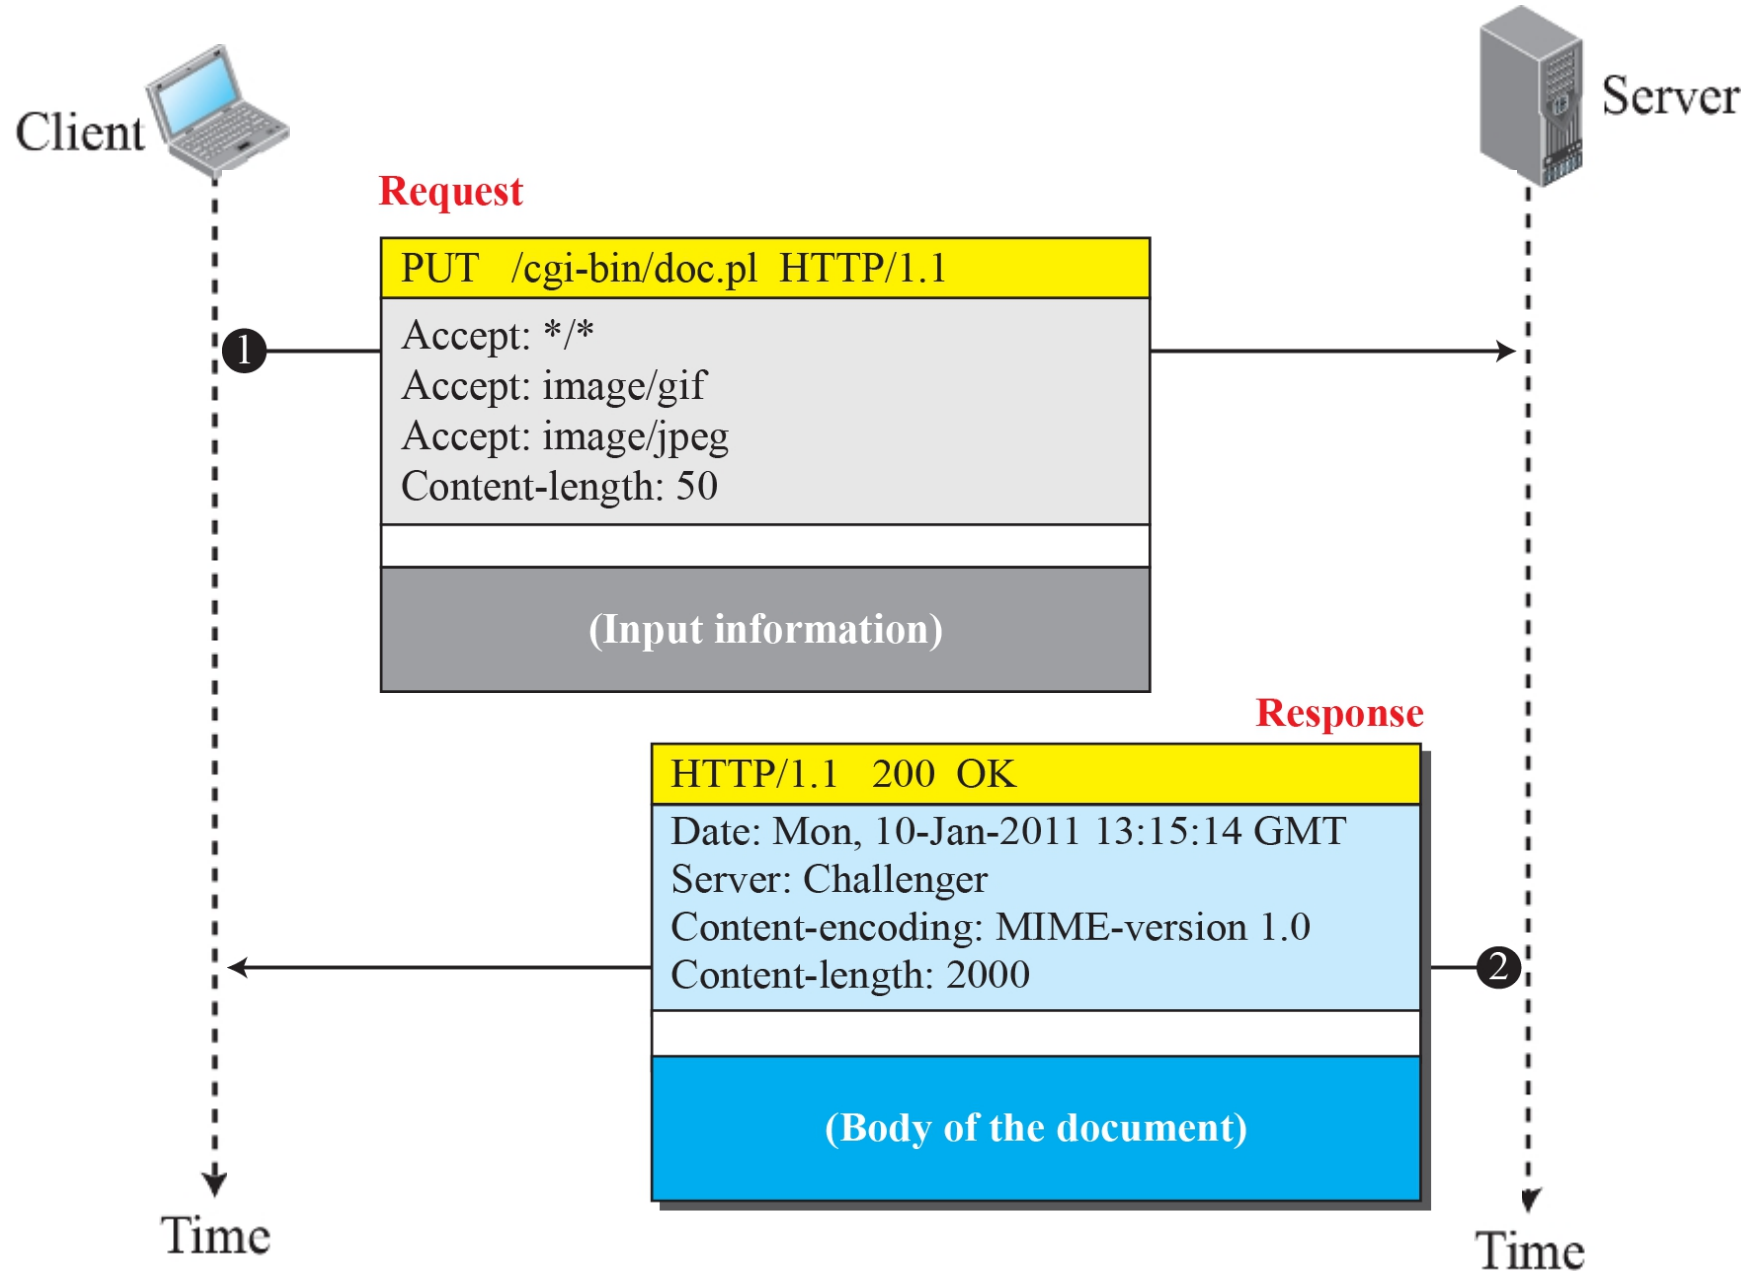 Client
Server
Request
PUT /cgi-bin/doc.pl HTTP/1.1
1
Accept: */*
Accept: image/gif
Accept: image/jpeg
Content-length: 50
(Input information)
Response
HTTP/1.1 200 OK
Date: Mon, 10-Jan-2011 13:15:14 GMT
Server: Challenger
Content-encoding: MIME-version 1.0
Content-length: 2000
2
(Body of the document)
Time
Time